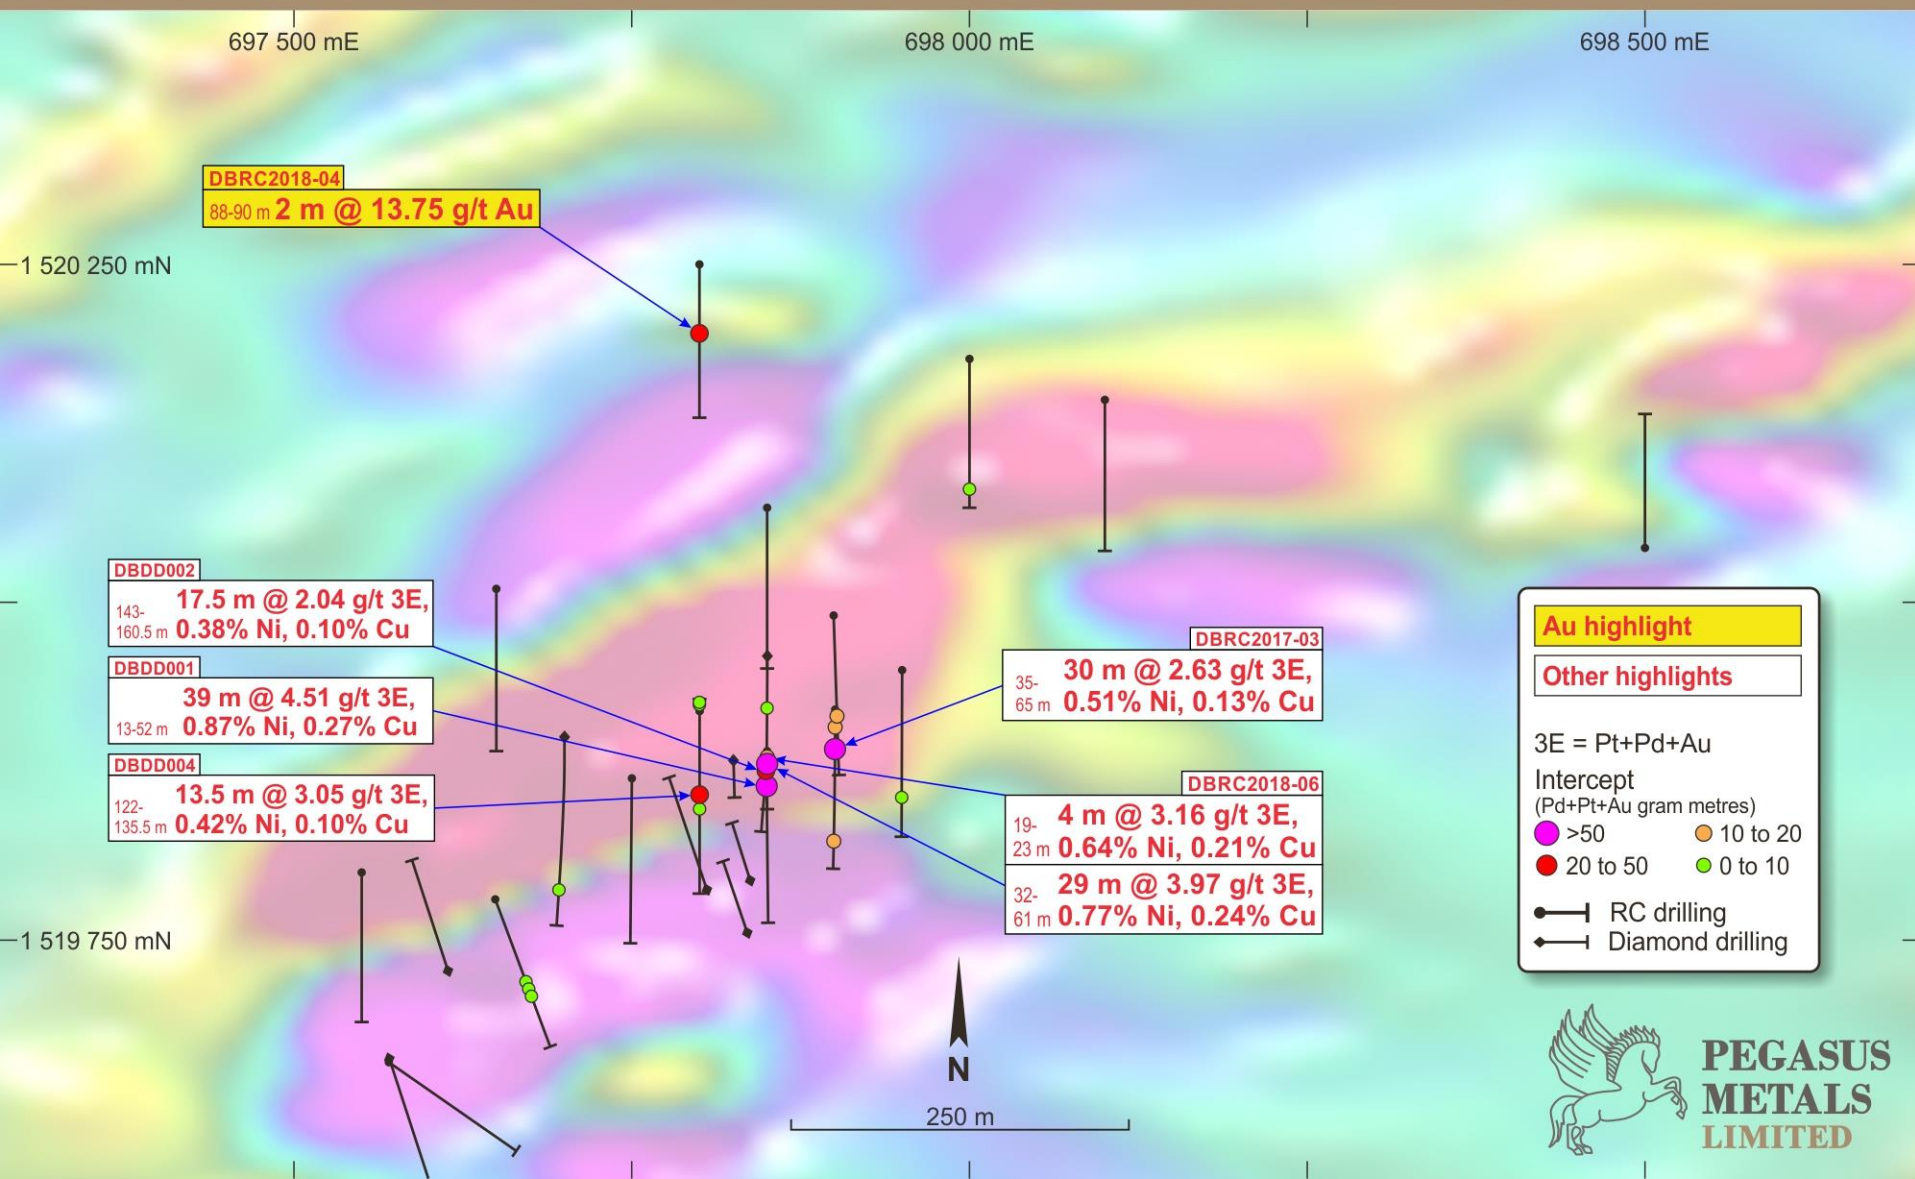 697 500 mE
698 000 mE
698 500 mE
DBRC2018-04
88-90 m 2 m @ 13.75 g/t Au
1 520 250 mN
DBDD002
17.5 m @ 2.04 g/t 3E,
143-
160.5 m 0.38% Ni, 0.10% Cu
DBDD001
39 m @ 4.51 g/t 3E,
13-52 m 0.87% Ni, 0.27% Cu
DBDD004
13.5 m @ 3.05 g/t 3E,
122-
135.5 m 0.42% Ni, 0.10% Cu
DBRC2017-03
30 m @ 2.63 g/t 3E,
35-
65 m 0.51% Ni, 0.13% Cu
DBRC2018-06
4 m @ 3.16 g/t 3E,
19-
23 m 0.64% Ni, 0.21% Cu
29 m @ 3.97 g/t 3E,
32-
61 m 0.77% Ni, 0.24% Cu
Au highlight
Other highlights
3E = Pt+Pd+Au
Intercept
(Pd+Pt+Au gram metres)
>50
10 to 20
20 to 50
0 to 10
RC drilling
Diamond drilling
1 519 750 mN
N
250 m
PEGASUS
METALS
LIMITED